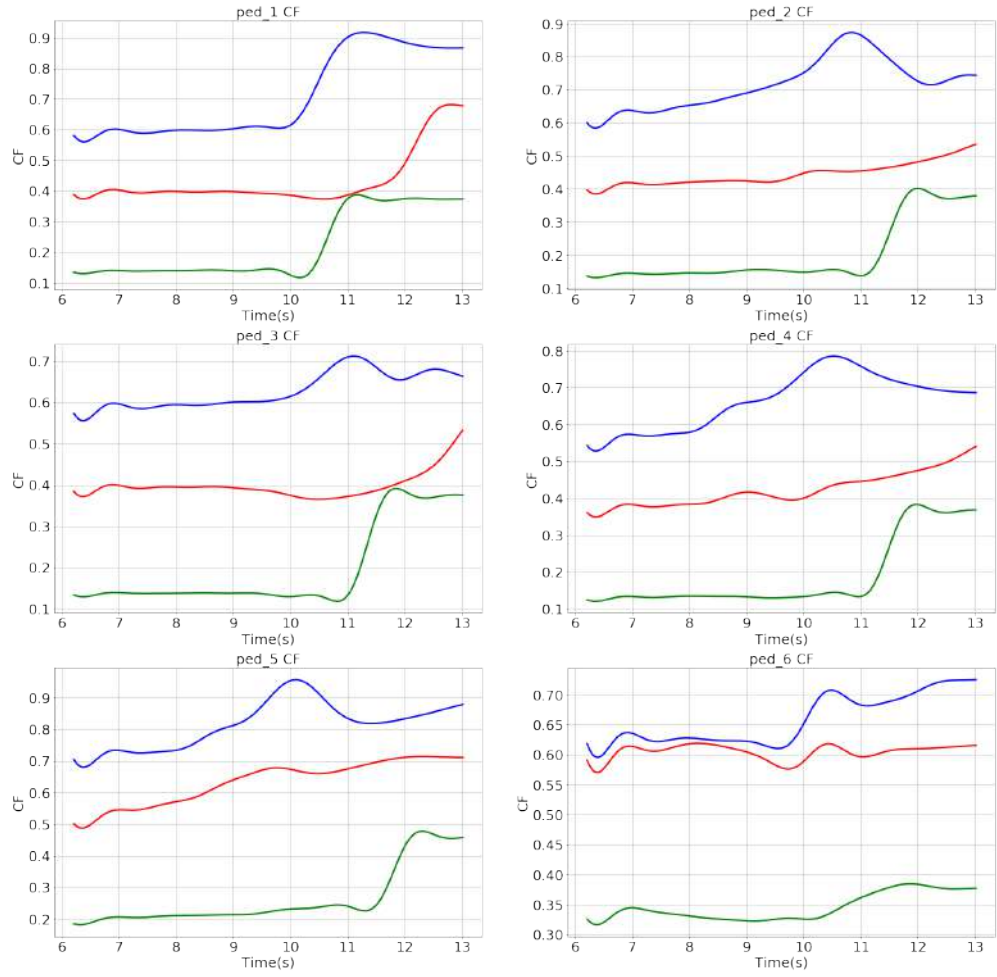 ped_1 CF
CF
0.9
0.8
0.7
0.6
0.5
0.4
0.3
0.2
0.1
6 7 8 9 10 11 12 13
Time(s)
ped_2 CF
CF
0.9
0.8
0.7
0.6
0.5
0.4
0.3
0.2
0.1
6 7 8 9 10 11 12 13
Time(s)
ped_3 CF
CF
0.7
0.6
0.5
0.4
0.3
0.2
0.1
6 7 8 9 10 11 12 13
Time(s)
ped_4 CF
CF
0.8
0.7
0.6
0.5
0.4
0.3
0.2
0.1
6 7 8 9 10 11 12 13
Time(s)
ped_5 CF
CF
0.9
0.8
0.7
0.6
0.5
0.4
0.3
0.2
6 7 8 9 10 11 12 13
Time(s)
ped_6 CF
CF
0.70
0.65
0.60
0.55
0.50
0.45
0.40
0.35
0.30
6 7 8 9 10 11 12 13
Time(s)